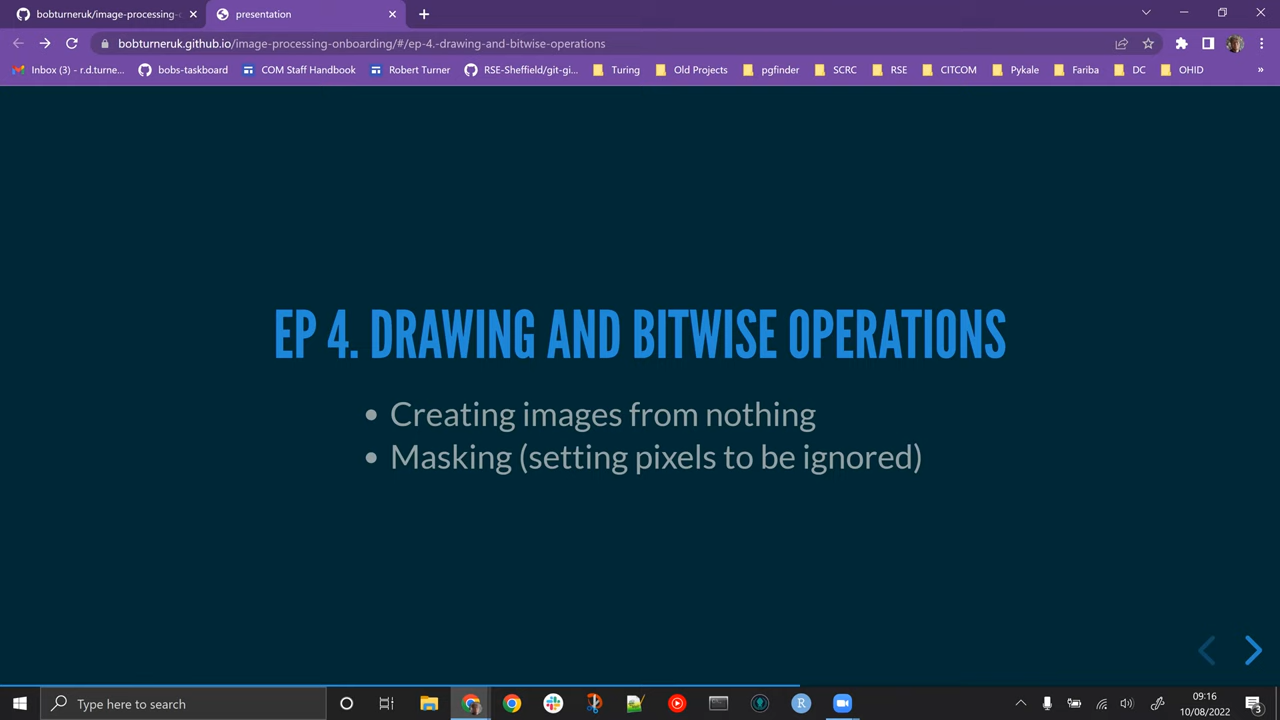 bobturneruk/image-processing-
presentation
bobturneruk.github.io/image-processing-onboarding/#/ep-4.-drawing-and-bitwise-operations
Inbox (3) - r.d.turne...
bobs-taskboard
COM Staff Handbook
Robert Turner
RSE-Sheffield/git-gi...
Turing
Old Projects
pgfinder
SCRC
RSE
CITCOM
Pykale
Fariba
DC
OHID
»
EP 4. DRAWING AND BITWISE OPERATIONS
• Creating images from nothing
• Masking (setting pixels to be ignored)
Type here to search
09:16
10/08/2022
3